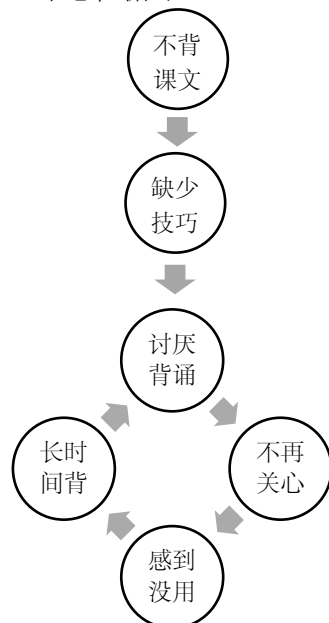 不背
课文
缺少
技巧
讨厌
背诵
不再
关心
感到
没用
长时
间背